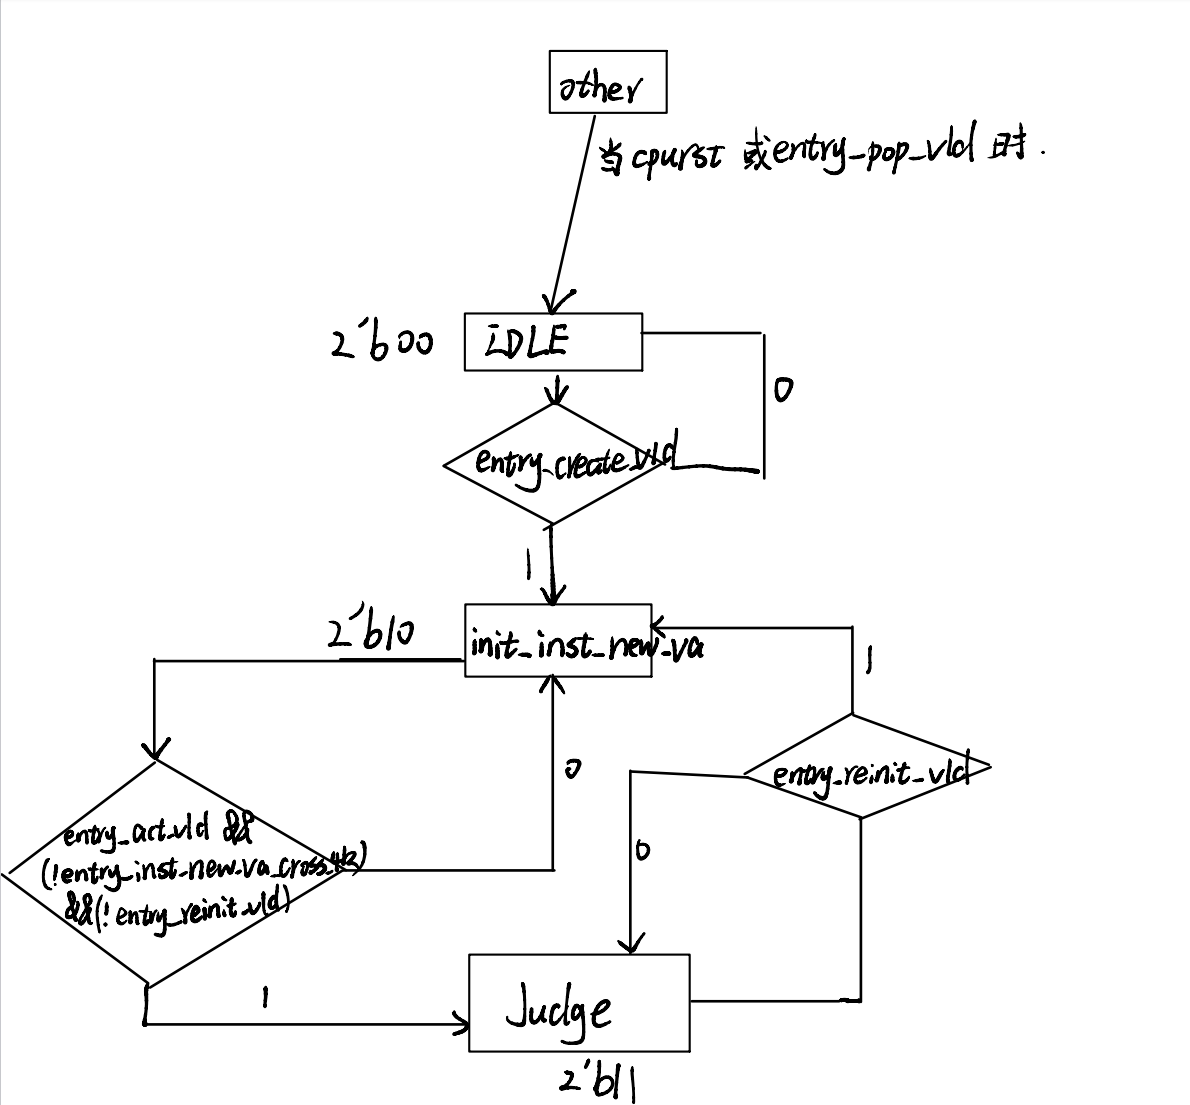 other
当cpurst 或entry_pop_vld 时.
2'b00
IDLE
0
entry_create_vld
1
2'b10
init_inst_new_va
1
0
entry_reinit_vld
entry_act_vld &&
(!entry_inst_new_va_cross_4k)
&&(!entry_reinit_vld)
0
1
Judge
2'b11